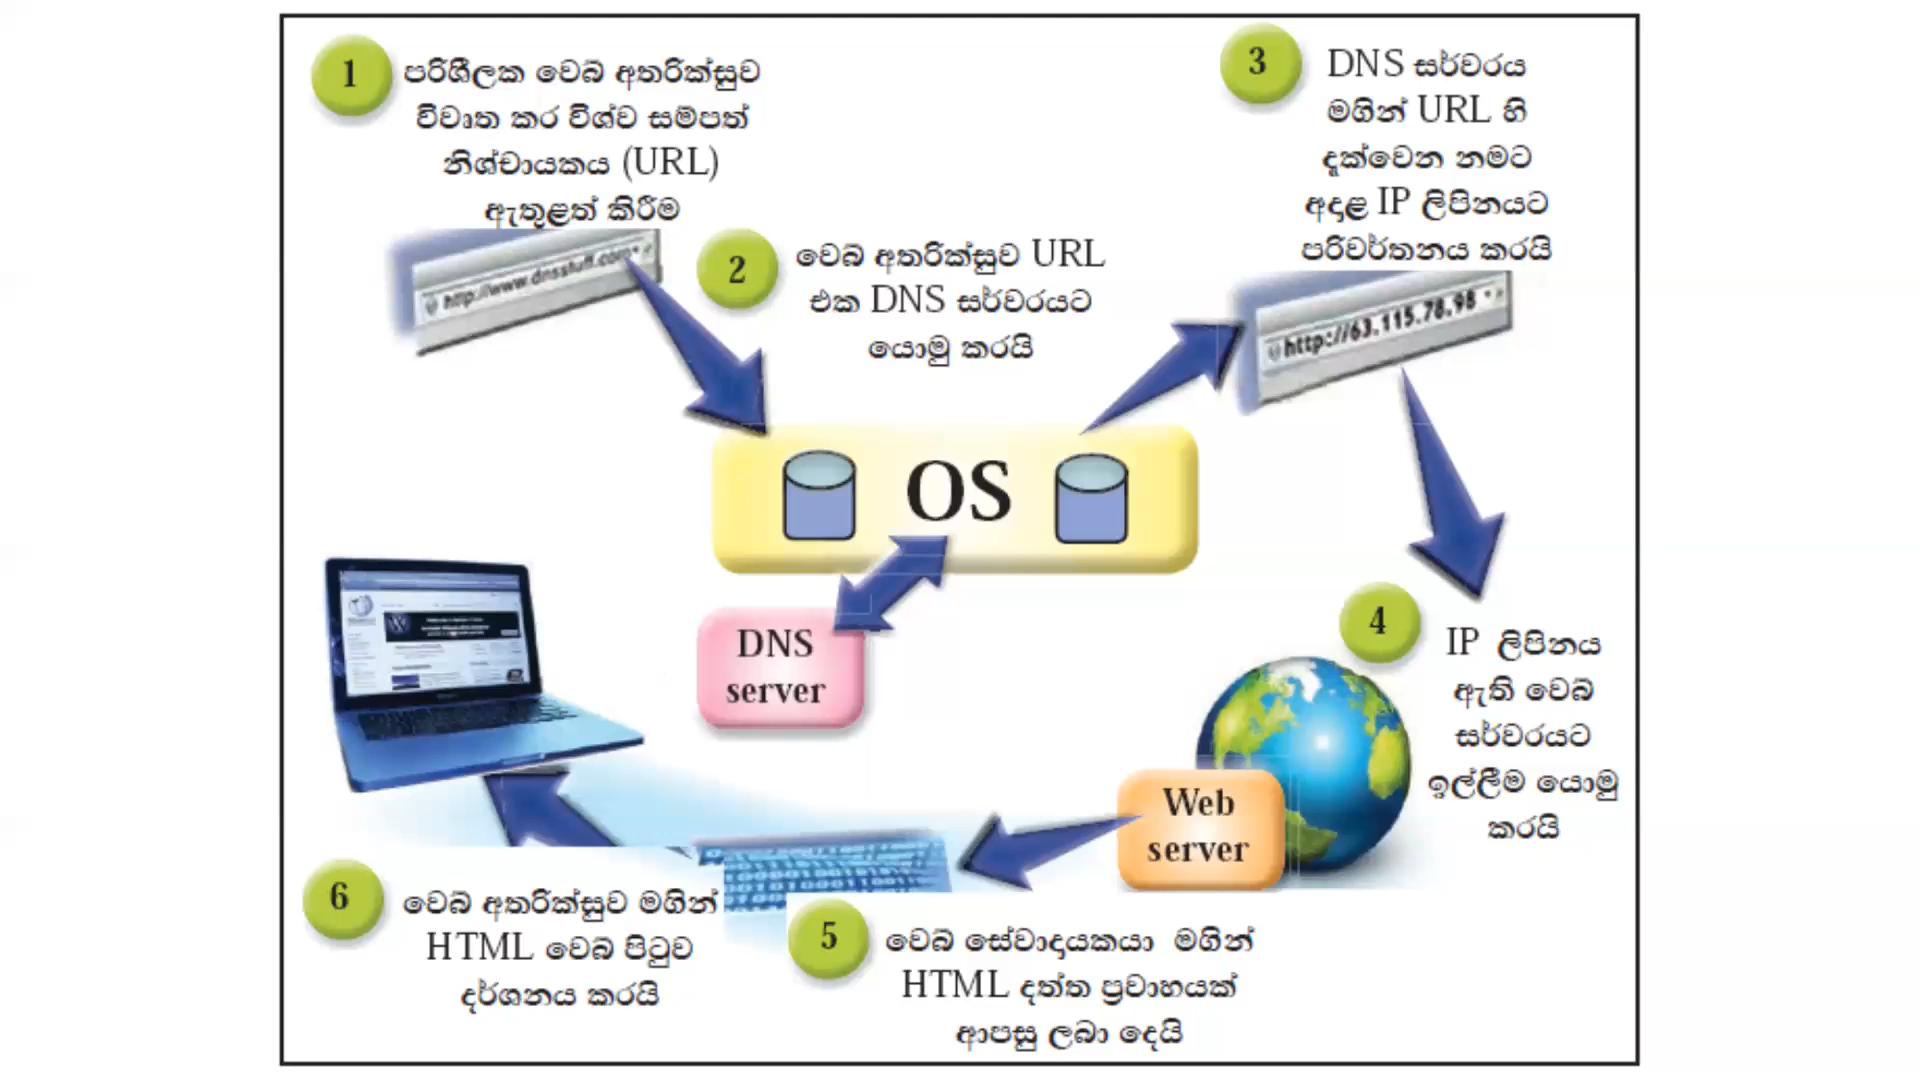 1
පරිශීලක වෙබ් අතරික්සුව
විවෘත කර විශ්ව සම්පත්
නිශ්චායකය (URL)
ඇතුළත් කිරීම
http://www.dnsstuff.com
2
වෙබ් අතරික්සුව URL
එක DNS සර්වරයට
යොමු කරයි
3
DNS සර්වරය
මගින් URL හි
දැක්වෙන නමට
අදාළ IP ලිපිනයට
පරිවර්තනය කරයි
http://63.115.78.98
OS
DNS
server
4
IP ලිපිනය
ඇති වෙබ්
සර්වරයට
ඉල්ලීම යොමු
කරයි
Web
server
5
වෙබ් සේවාදායකයා මගින්
HTML දත්ත ප්‍රවාහයක්
ආපසු ලබා දෙයි
6
වෙබ් අතරික්සුව මගින්
HTML වෙබ් පිටුව
දර්ශනය කරයි